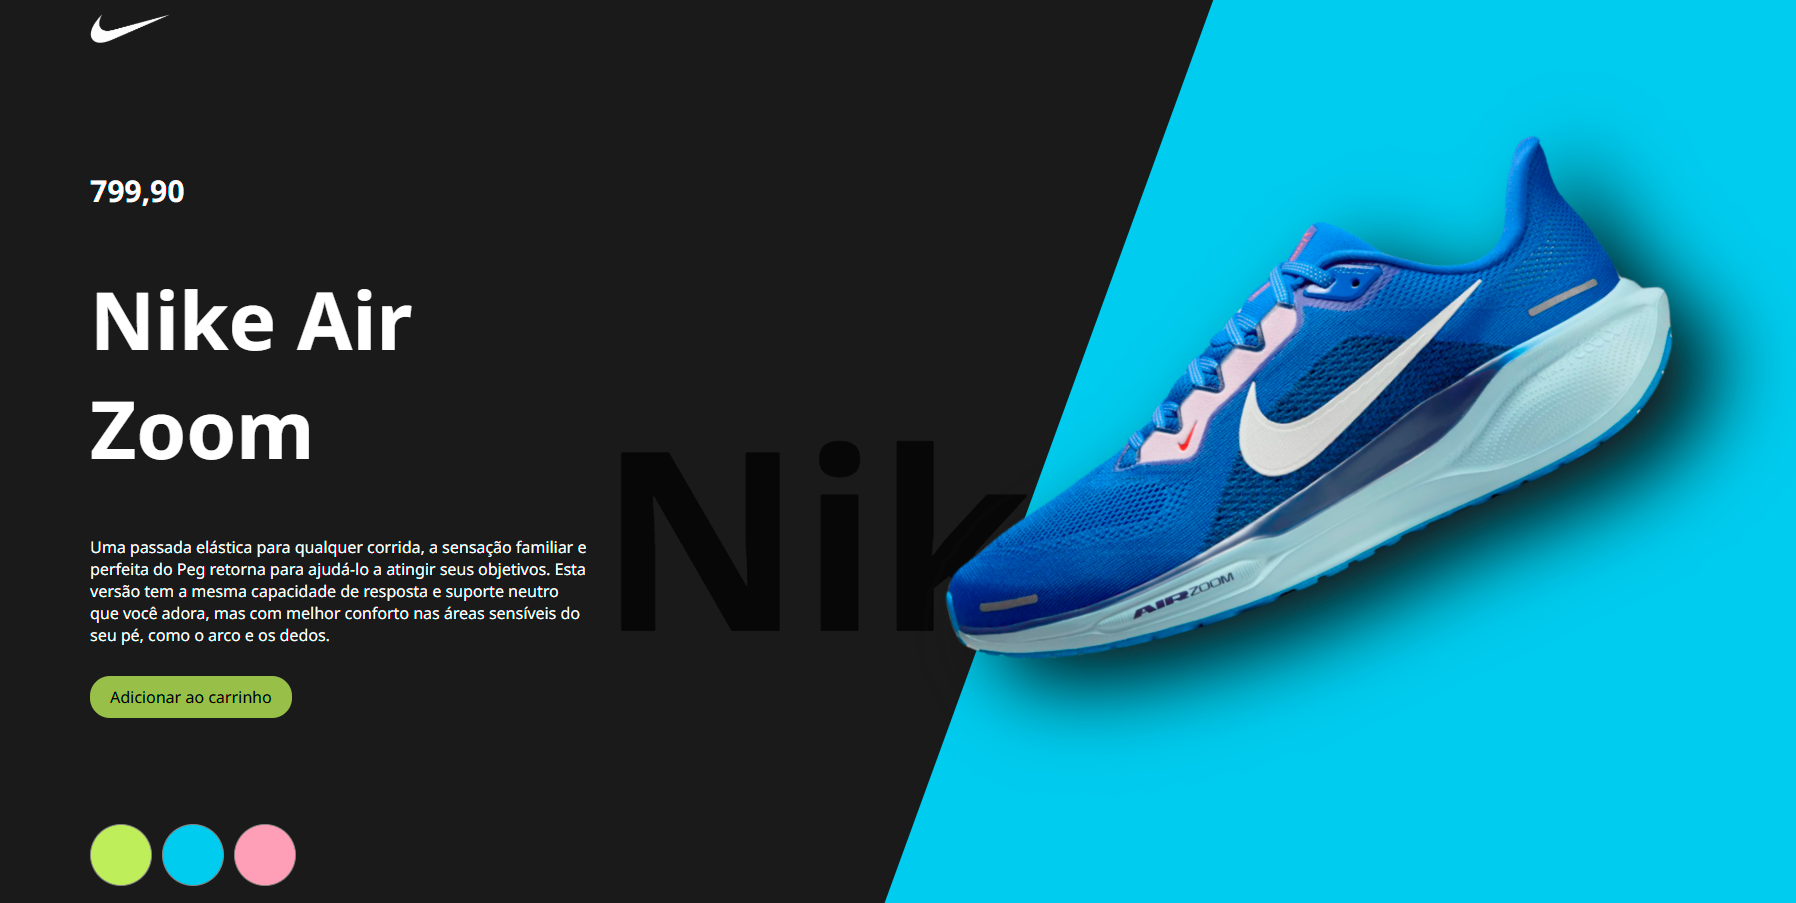 799,90
Nike Air
Zoom
Uma passada elástica para qualquer corrida, a sensação familiar e
perfeita do Peg retorna para ajudá-lo a atingir seus objetivos. Esta
versão tem a mesma capacidade de resposta e suporte neutro
que você adora, mas com melhor conforto nas áreas sensíveis do
seu pé, como o arco e os dedos.
Adicionar ao carrinho
Nik
AIR ZOOM